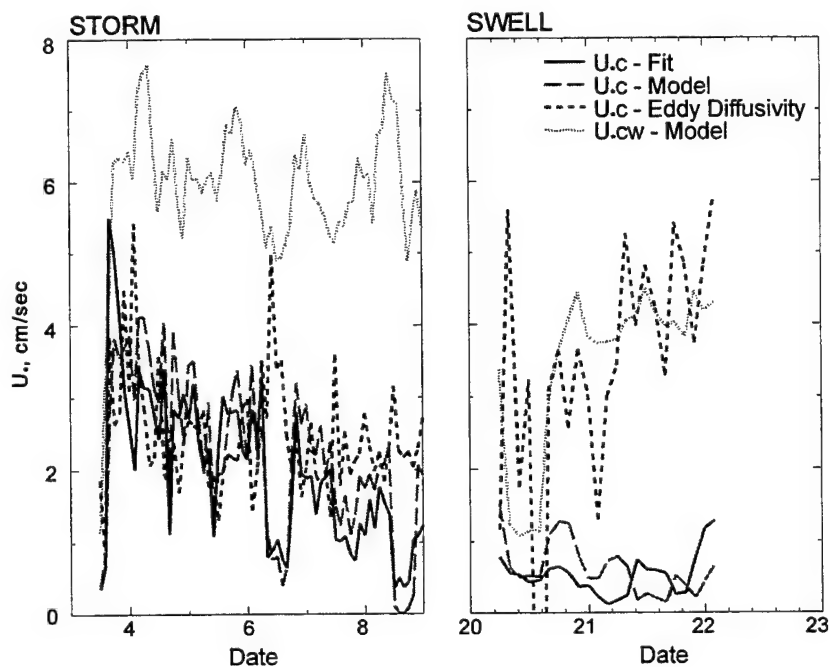 STORM
SWELL
8
6
4
2
0
U*, cm/sec
U*c - Fit
U*c - Model
U*c - Eddy Diffusivity
U*cw - Model
4 6 8
20 21 22 23
Date
Date